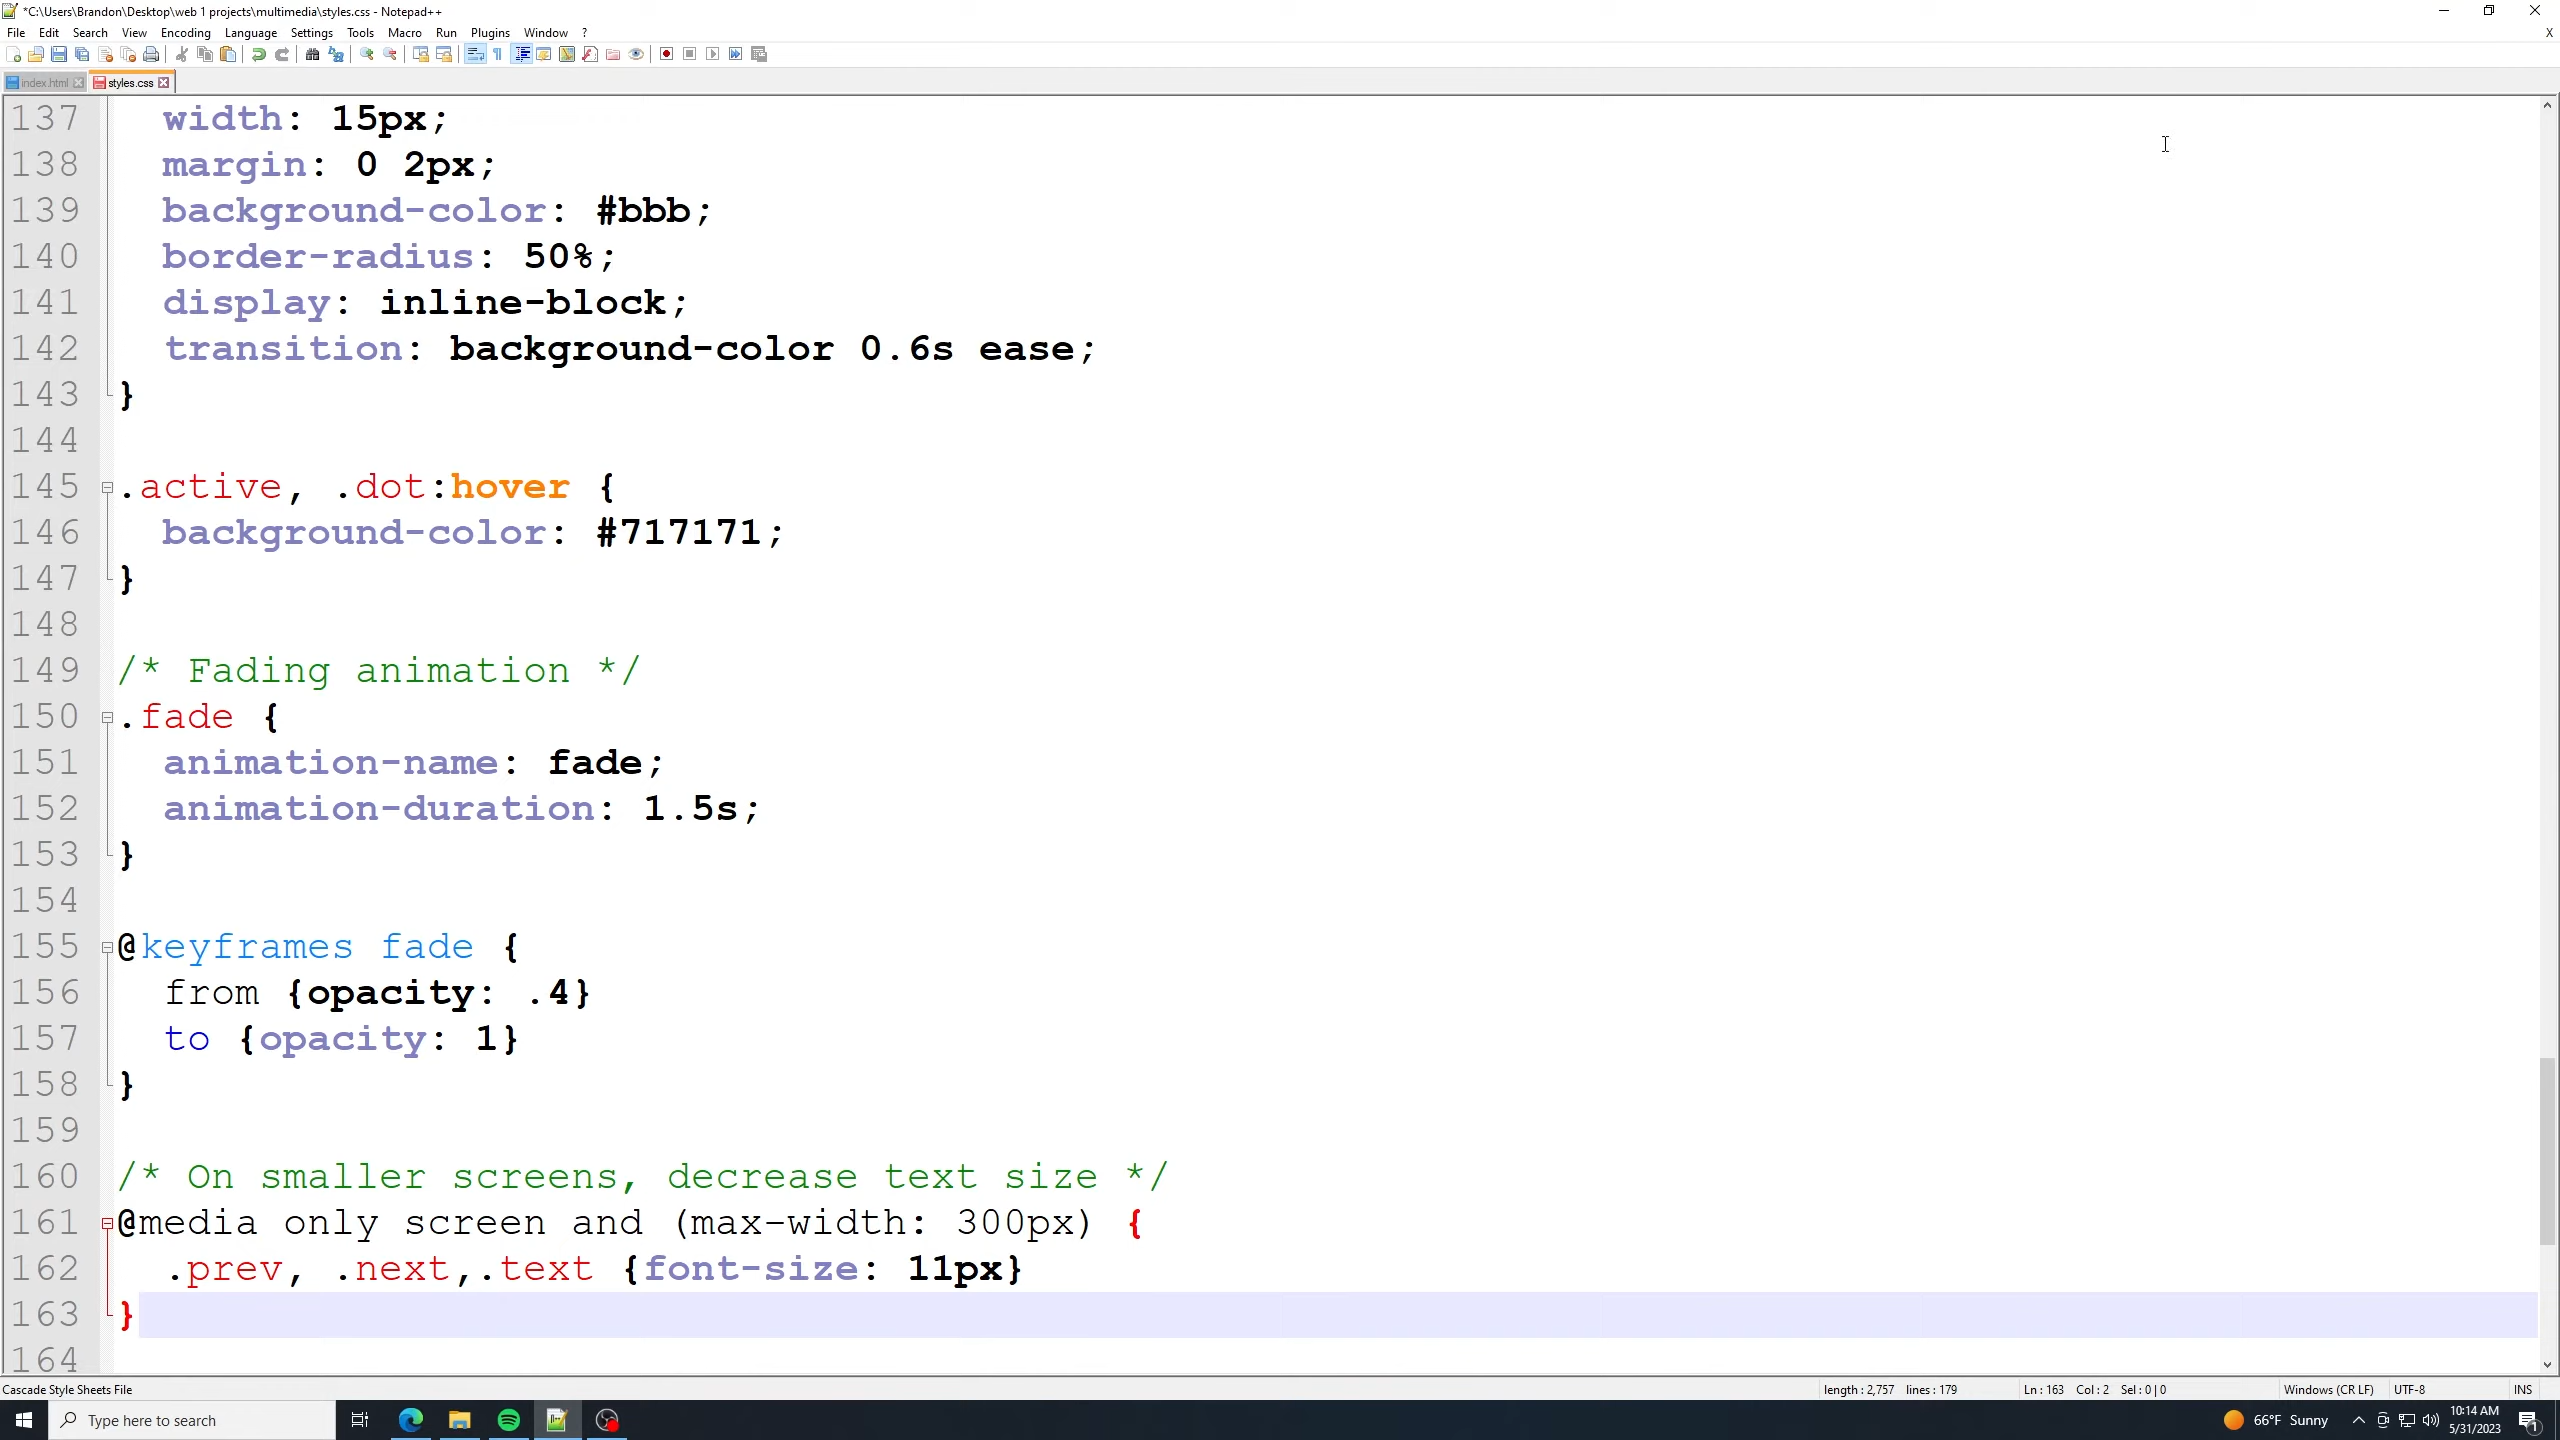 *C:\Users\Brandon\Desktop\web 1 projects\multimedia\styles.css - Notepad++
File Edit Search View Encoding Language Settings Tools Macro Run Plugins Window ?
X
index.html
styles.css
137 width: 15px;
138 margin: 0 2px;
139 background-color: #bbb;
140 border-radius: 50%;
141 display: inline-block;
142 transition: background-color 0.6s ease;
143 }
144
145 .active, .dot:hover {
146 background-color: #717171;
147 }
148
149 /* Fading animation */
150 .fade {
151 animation-name: fade;
152 animation-duration: 1.5s;
153 }
154
155 @keyframes fade {
156 from {opacity: .4}
157 to {opacity: 1}
158 }
159
160 /* On smaller screens, decrease text size */
161 @media only screen and (max-width: 300px) {
162 .prev, .next,.text {font-size: 11px}
163 }
164
Cascade Style Sheets File
length : 2,757 lines : 179
Ln : 163 Col : 2 Sel : 0 | 0
Windows (CR LF)
UTF-8
INS
Type here to search
66°F Sunny
10:14 AM
5/31/2023
1